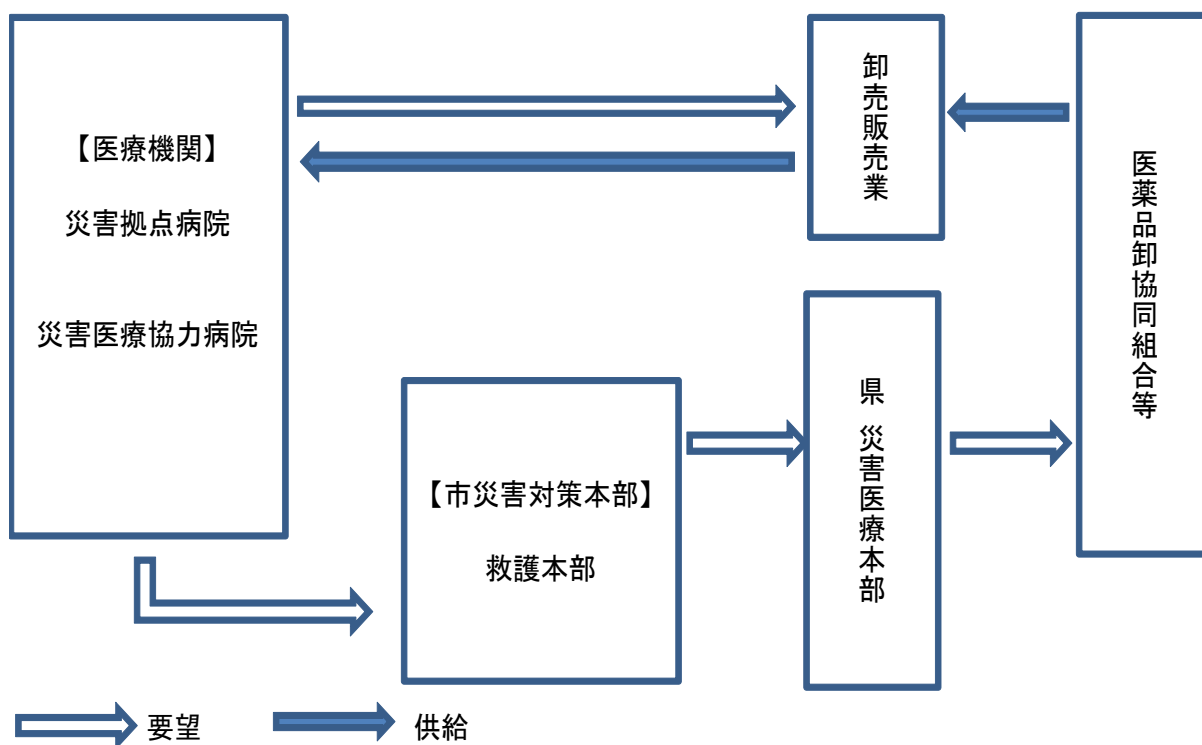 【医療機関】
災害拠点病院
災害医療協力病院
卸売販売業
医薬品卸協同組合等
【市災害対策本部】
救護本部
県 災害医療本部
要望
供給